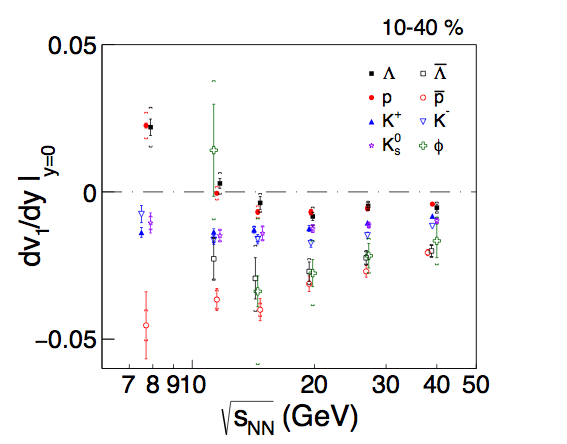 10-40 %
0.05
Λ Λ̅
p p̅
K⁺ K⁻
K⁰ₛ ϕ
0
−0.05
dv₁/dy |y=0
7 8 9 10 20 30 40 50
√sNN (GeV)